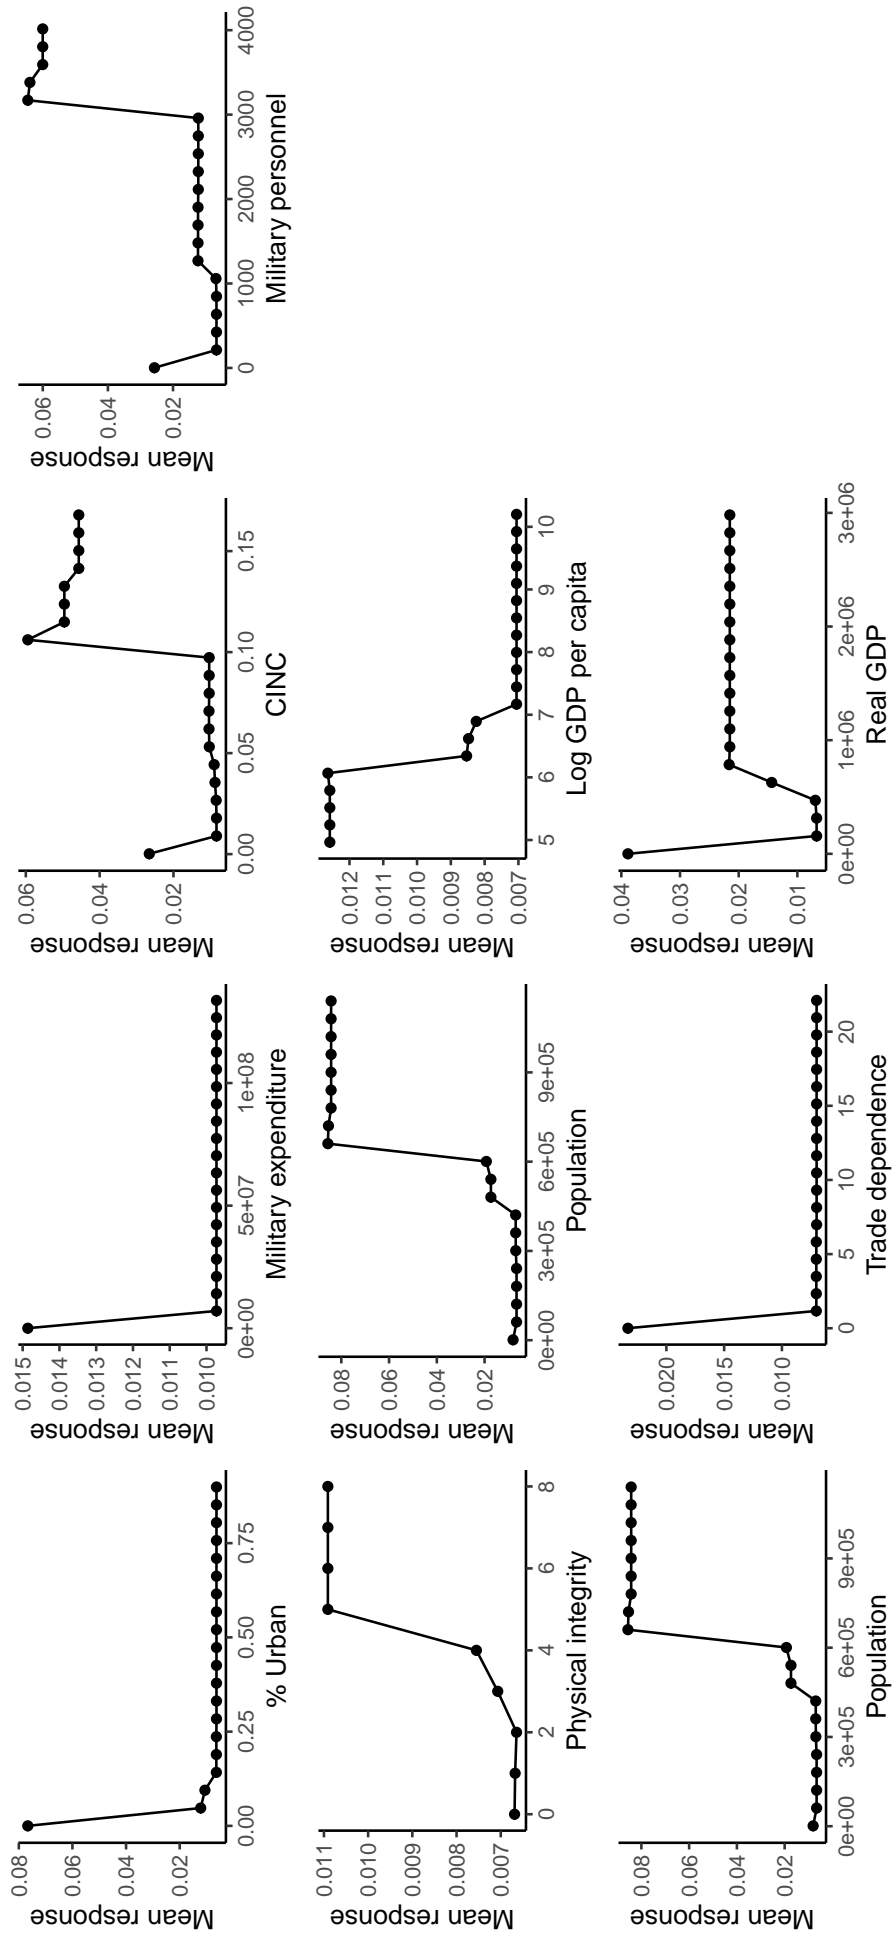 Mean response
0.08
0.06
0.04
0.02
0.00
0.25
0.50
0.75
% Urban
Mean response
0.015
0.014
0.013
0.012
0.011
0.010
0e+00
5e+07
1e+08
Military expenditure
Mean response
0.06
0.04
0.02
0.00
0.05
0.10
0.15
CINC
Mean response
0.06
0.04
0.02
0
1000
2000
3000
4000
Military personnel
Mean response
0.011
0.010
0.009
0.008
0.007
0
2
4
6
8
Physical integrity
Mean response
0.08
0.06
0.04
0.02
0e+00
3e+05
6e+05
9e+05
Population
Mean response
0.012
0.011
0.010
0.009
0.008
0.007
5
6
7
8
9
10
Log GDP per capita
Mean response
0.08
0.06
0.04
0.02
0e+00
3e+05
6e+05
9e+05
Population
Mean response
0.020
0.015
0.010
0
5
10
15
20
Trade dependence
Mean response
0.04
0.03
0.02
0.01
0e+00
1e+06
2e+06
3e+06
Real GDP